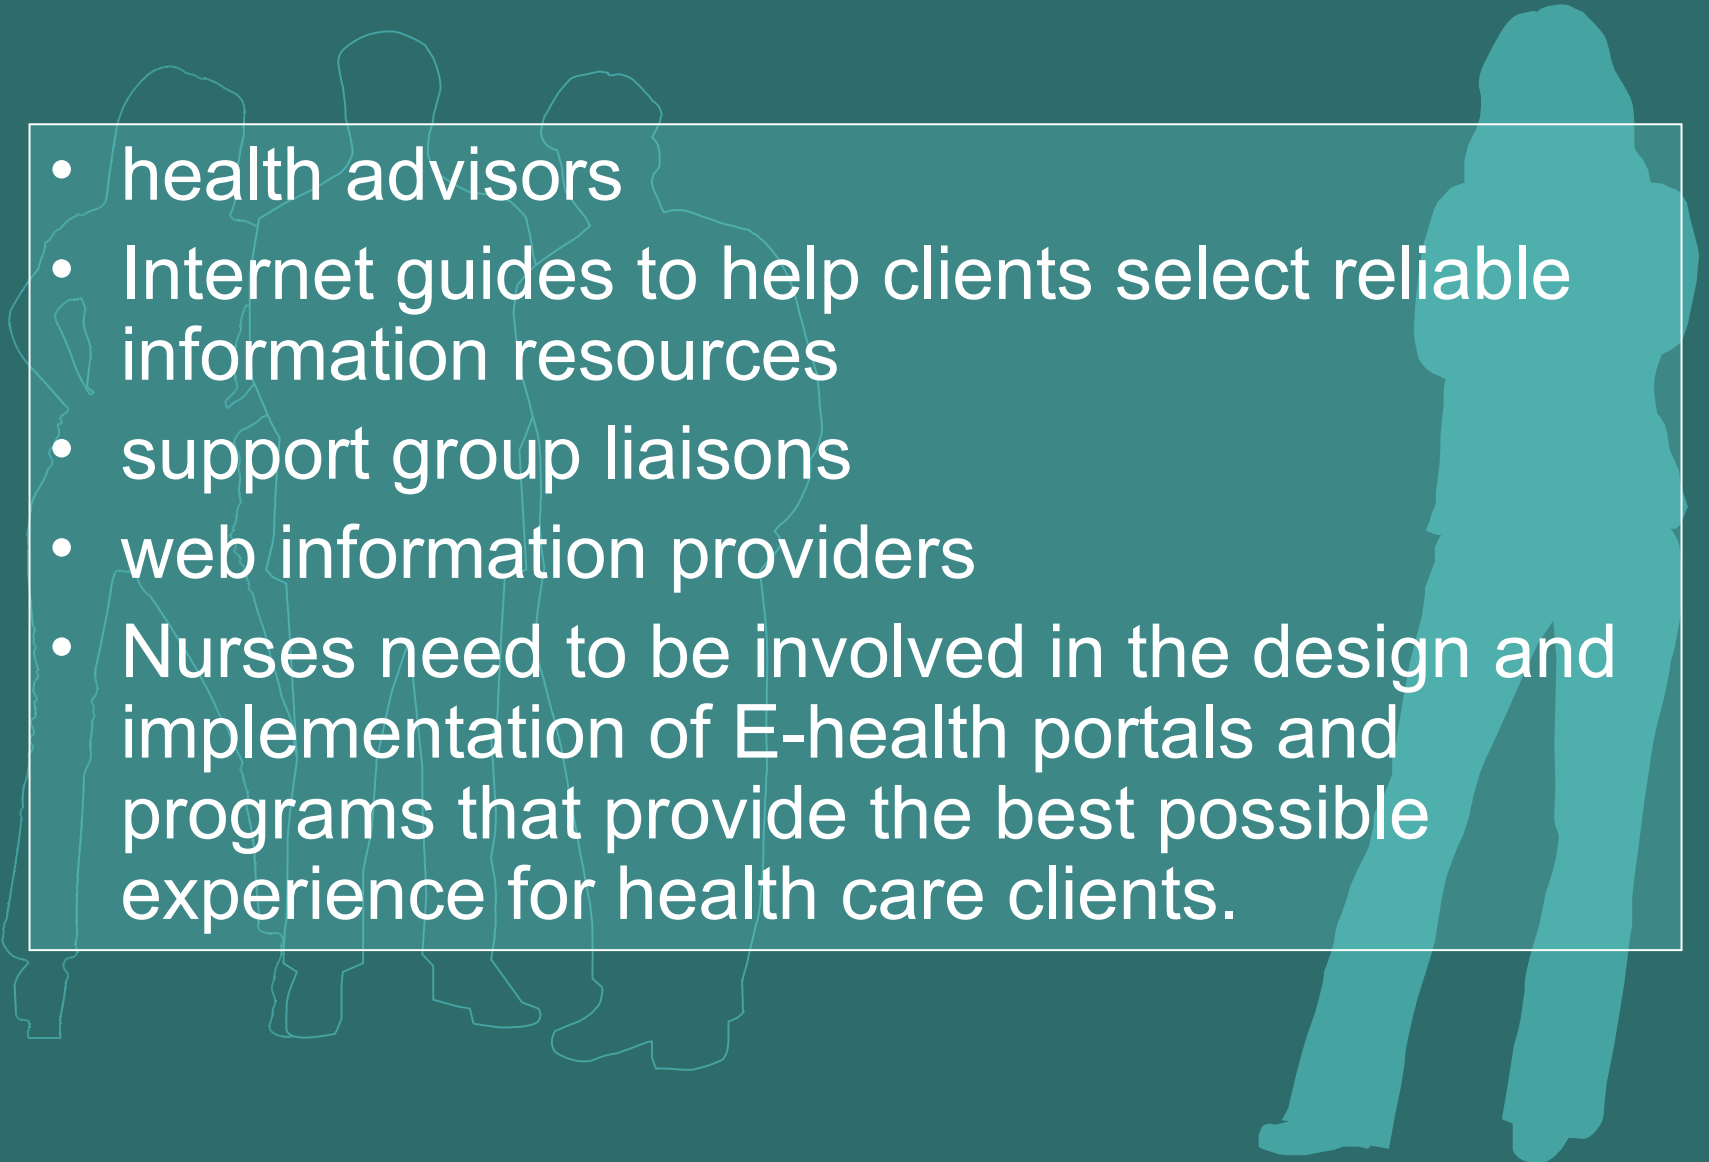 • health advisors
• Internet guides to help clients select reliable
information resources
• support group liaisons
• web information providers
• Nurses need to be involved in the design and
implementation of E-health portals and
programs that provide the best possible
experience for health care clients.